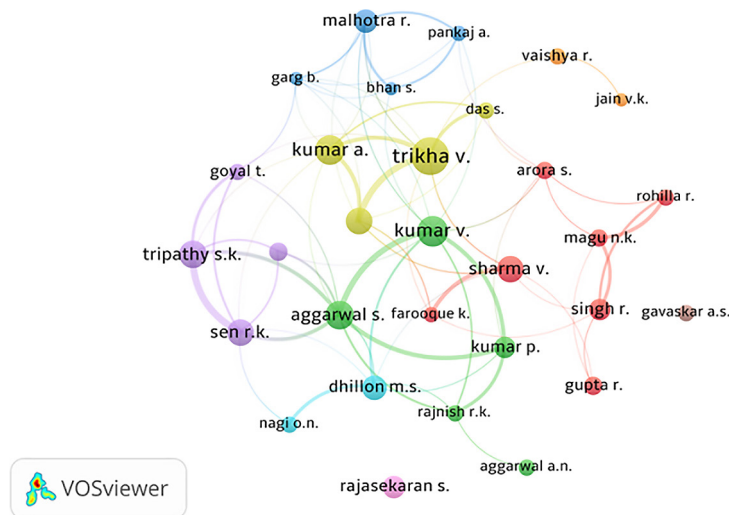 malhotra r.
pankaj a.
vaishya r.
garg b.
bhan s.
jain v.k.
das s.
kumar a.
trikha v.
goyal t.
arora s.
rohilla r.
kumar v.
magu n.k.
tripathy s.k.
sharma v.
aggarwal s.
farooque k.
singh r.
gavaskar a.s.
sen r.k.
kumar p.
dhillon m.s.
gupta r.
nagi o.n.
rajnish r.k.
aggarwal a.n.
rajasekaran s.
VOSviewer